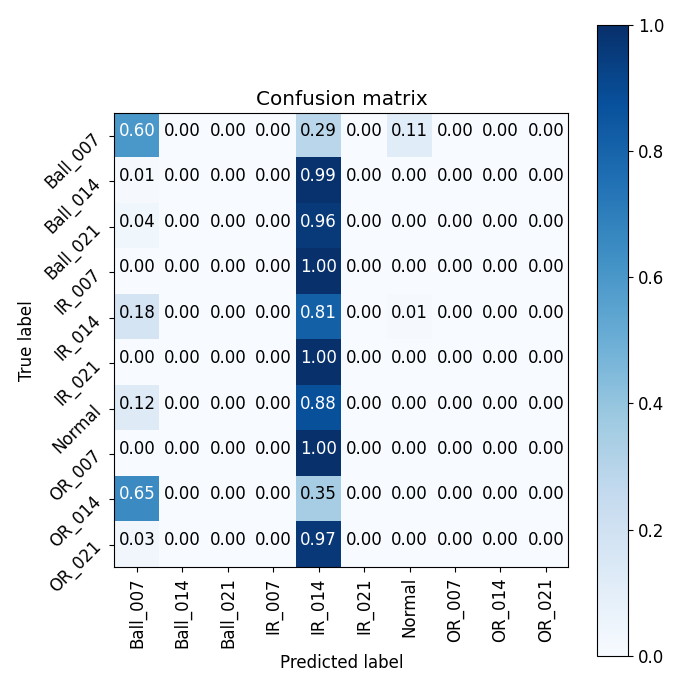 Confusion matrix
True label
Ball_007 0.60 0.00 0.00 0.00 0.29 0.00 0.11 0.00 0.00 0.00
Ball_014 0.01 0.00 0.00 0.00 0.99 0.00 0.00 0.00 0.00 0.00
Ball_021 0.04 0.00 0.00 0.00 0.96 0.00 0.00 0.00 0.00 0.00
IR_007 0.00 0.00 0.00 0.00 1.00 0.00 0.00 0.00 0.00 0.00
IR_014 0.18 0.00 0.00 0.00 0.81 0.00 0.01 0.00 0.00 0.00
IR_021 0.00 0.00 0.00 0.00 1.00 0.00 0.00 0.00 0.00 0.00
Normal 0.12 0.00 0.00 0.00 0.88 0.00 0.00 0.00 0.00 0.00
OR_007 0.00 0.00 0.00 0.00 1.00 0.00 0.00 0.00 0.00 0.00
OR_014 0.65 0.00 0.00 0.00 0.35 0.00 0.00 0.00 0.00 0.00
OR_021 0.03 0.00 0.00 0.00 0.97 0.00 0.00 0.00 0.00 0.00
Ball_007 Ball_014 Ball_021 IR_007 IR_014 IR_021 Normal OR_007 OR_014 OR_021
Predicted label
1.0
0.8
0.6
0.4
0.2
0.0